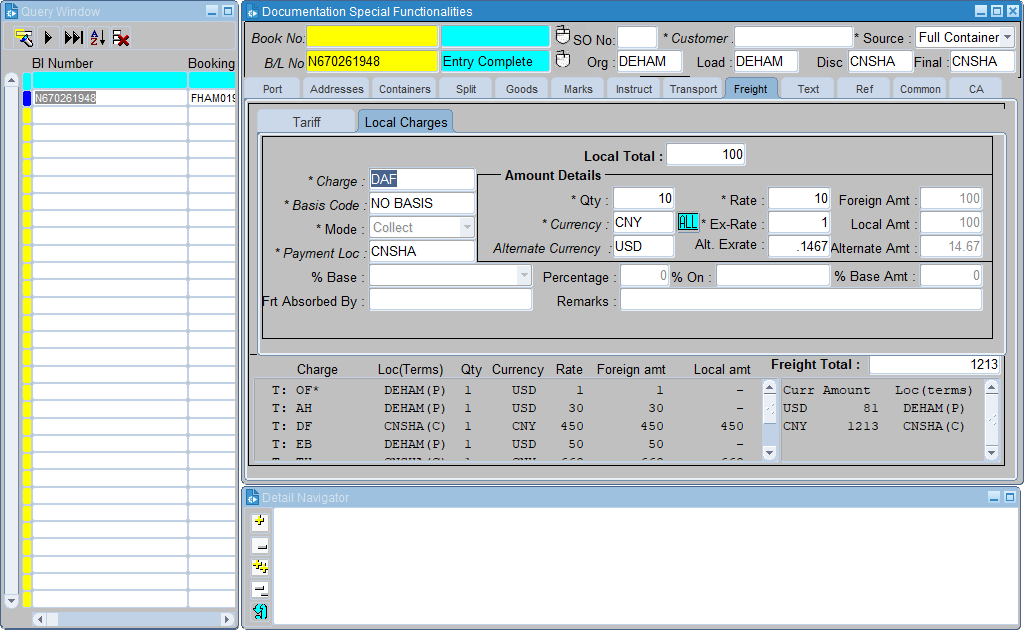 Query Window
Bl Number Booking
N670261948 FHAM019
Documentation Special Functionalities
Book No: SO No: * Customer * Source : Full Container
B/L No N670261948 Entry Complete Org : DEHAM Load : DEHAM Disc CNSHA Final : CNSHA
Port Addresses Containers Split Goods Marks Instruct Transport Freight Text Ref Common CA
Tariff Local Charges
Local Total : 100
Amount Details
* Charge : DAF
* Qty : 10 * Rate : 10 Foreign Amt : 100
* Basis Code : NO BASIS
* Currency : CNY ALL * Ex-Rate : 1 Local Amt : 100
* Mode : Collect
Alternate Currency : USD Alt. Exrate : .1467 Alternate Amt : 14.67
* Payment Loc : CNSHA
% Base : Percentage : 0 % On : % Base Amt : 0
Frt Absorbed By : Remarks :
Freight Total : 1213
Charge Loc(Terms) Qty Currency Rate Foreign amt Local amt
T: OF* DEHAM(P) 1 USD 1 1 –
T: AH DEHAM(P) 1 USD 30 30 –
T: DF CNSHA(C) 1 CNY 450 450 450
T: EB DEHAM(P) 1 USD 50 50 –
Curr Amount Loc(terms)
USD 81 DEHAM(P)
CNY 1213 CNSHA(C)
Detail Navigator